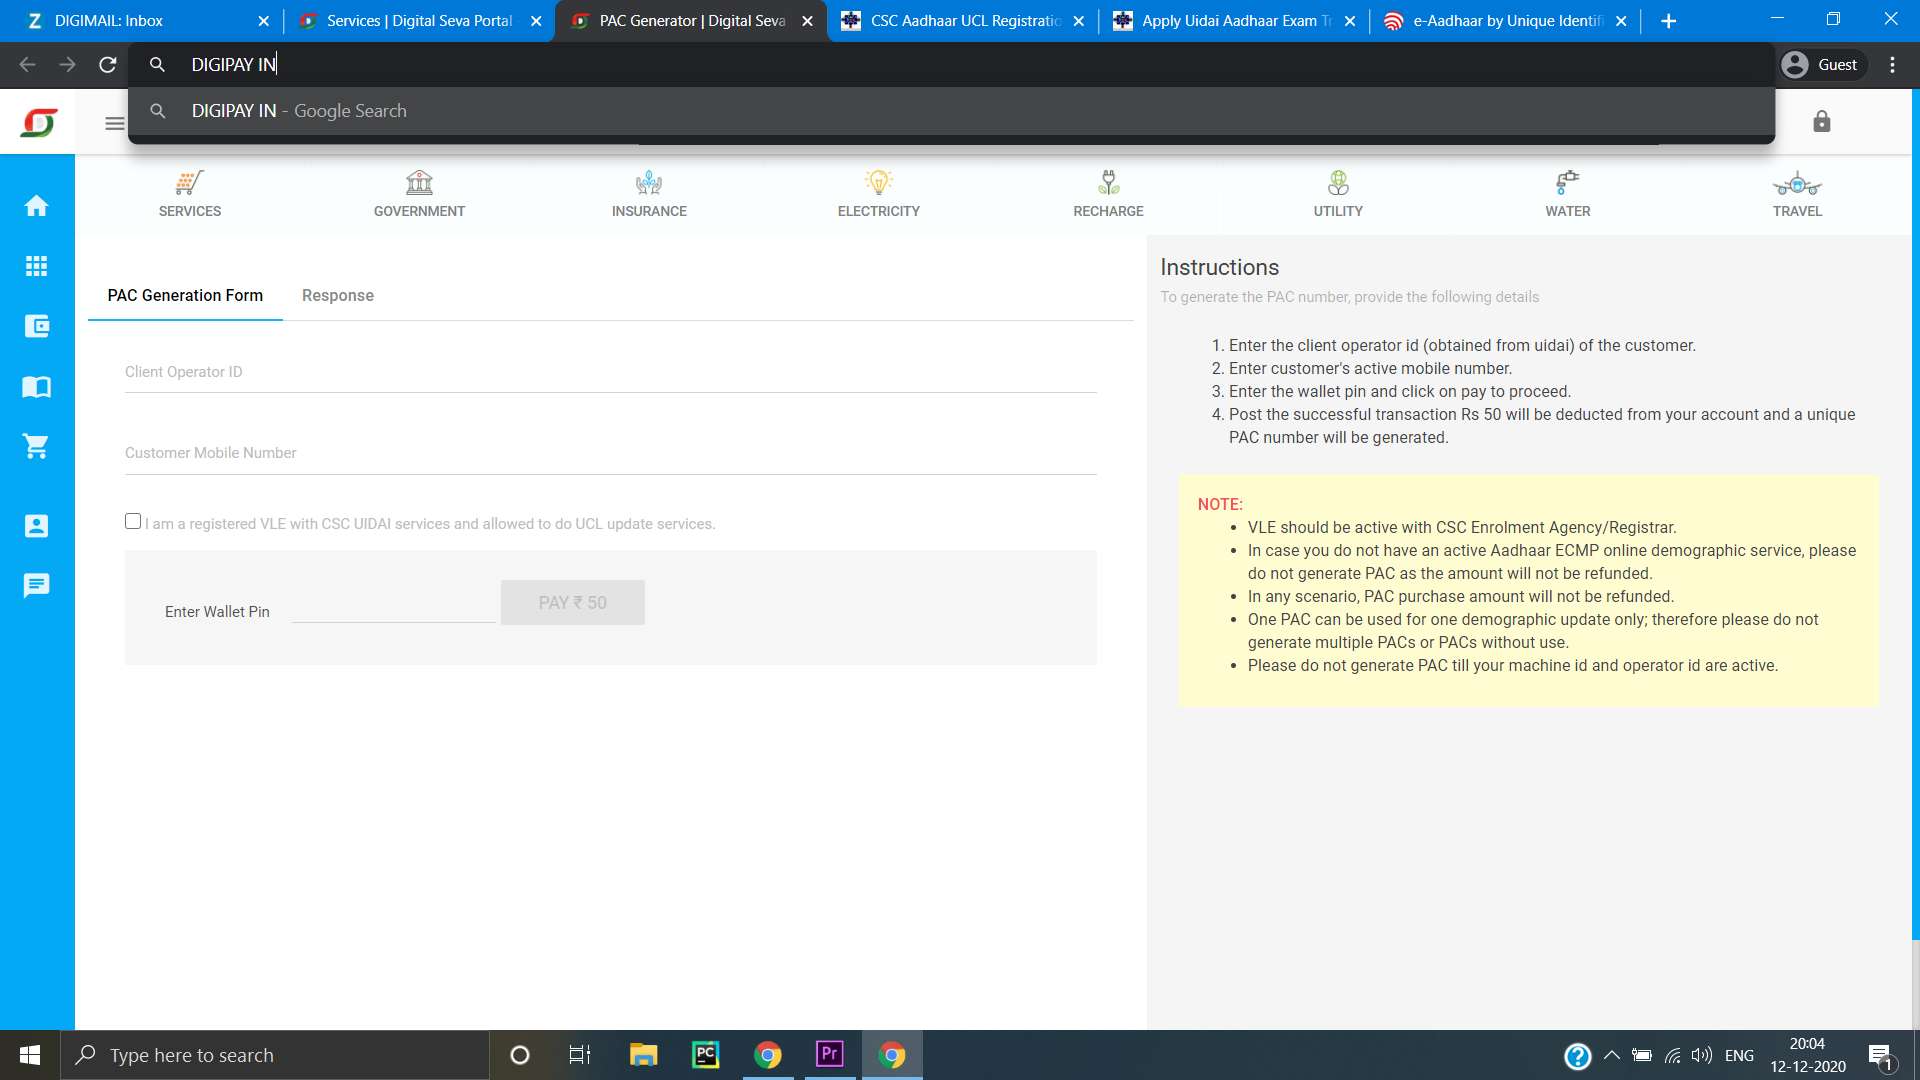 DIGIMAIL: Inbox
Services | Digital Seva Portal
PAC Generator | Digital Seva
CSC Aadhaar UCL Registratio
Apply Uidai Aadhaar Exam Tr
e-Aadhaar by Unique Identifi
DIGIPAY IN
Guest
DIGIPAY IN - Google Search
SERVICES
GOVERNMENT
INSURANCE
ELECTRICITY
RECHARGE
UTILITY
WATER
TRAVEL
PAC Generation Form
Response
Client Operator ID
Customer Mobile Number
I am a registered VLE with CSC UIDAI services and allowed to do UCL update services.
Enter Wallet Pin
PAY ₹ 50
Instructions
To generate the PAC number, provide the following details
1. Enter the client operator id (obtained from uidai) of the customer.
2. Enter customer's active mobile number.
3. Enter the wallet pin and click on pay to proceed.
4. Post the successful transaction Rs 50 will be deducted from your account and a unique
PAC number will be generated.
NOTE:
• VLE should be active with CSC Enrolment Agency/Registrar.
• In case you do not have an active Aadhaar ECMP online demographic service, please
do not generate PAC as the amount will not be refunded.
• In any scenario, PAC purchase amount will not be refunded.
• One PAC can be used for one demographic update only; therefore please do not
generate multiple PACs or PACs without use.
• Please do not generate PAC till your machine id and operator id are active.
Type here to search
PC
Pr
ENG
20:04
12-12-2020
1